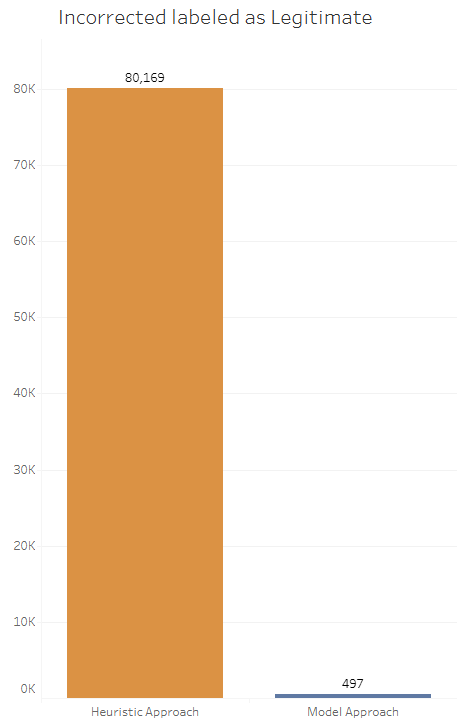 Incorrected labeled as Legitimate
80,169
80K
70K
60K
50K
40K
30K
20K
10K
497
0K
Heuristic Approach
Model Approach